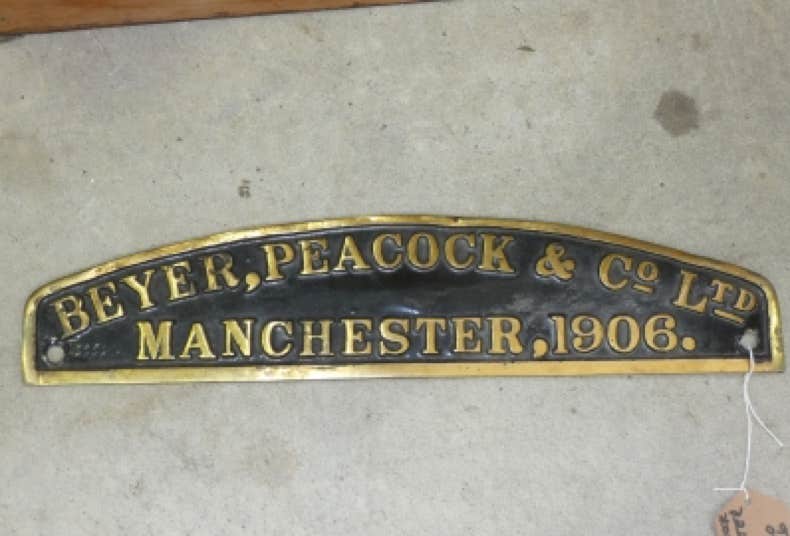 BEYER, PEACOCK & Co LTD
MANCHESTER, 1906.